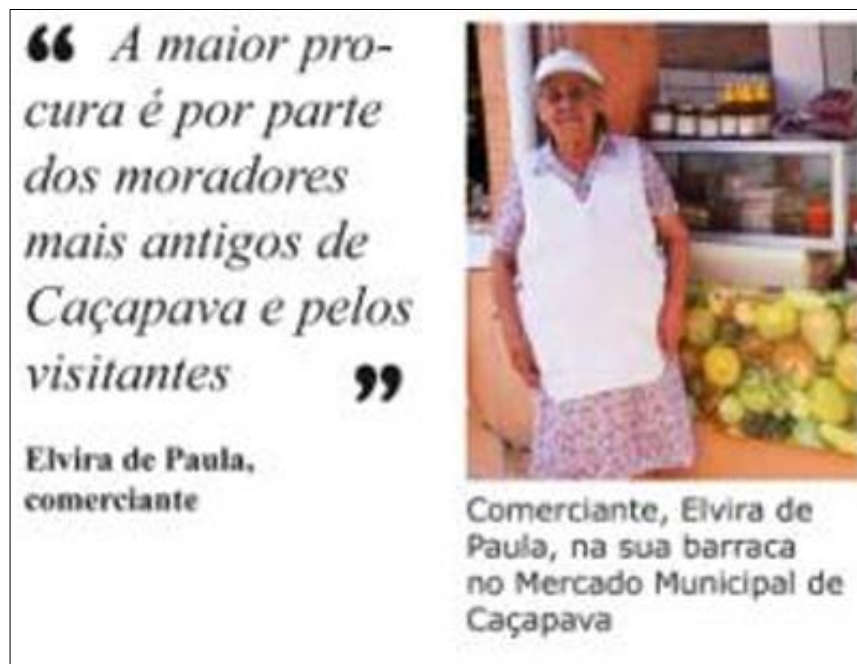 “ A maior pro-
cura é por parte
dos moradores
mais antigos de
Caçapava e pelos
visitantes ”
Elvira de Paula,
comerciante
Comerciante, Elvira de
Paula, na sua barraca
no Mercado Municipal de
Caçapava